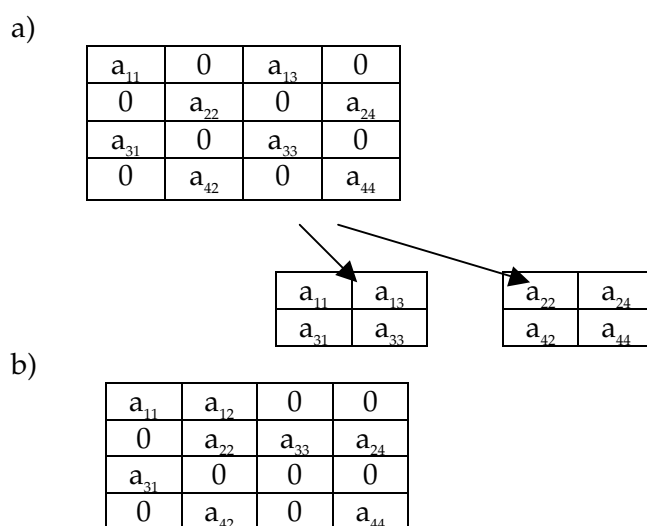 a)
a₁₁ 0 a₁₃ 0
0 a₂₂ 0 a₂₄
a₃₁ 0 a₃₃ 0
0 a₄₂ 0 a₄₄
a₁₁ a₁₃ a₂₂ a₂₄
a₃₁ a₃₃ a₄₂ a₄₄
b)
a₁₁ a₁₂ 0 0
0 a₂₂ a₃₃ a₂₄
a₃₁ 0 0 0
0 a₄₂ 0 a₄₄